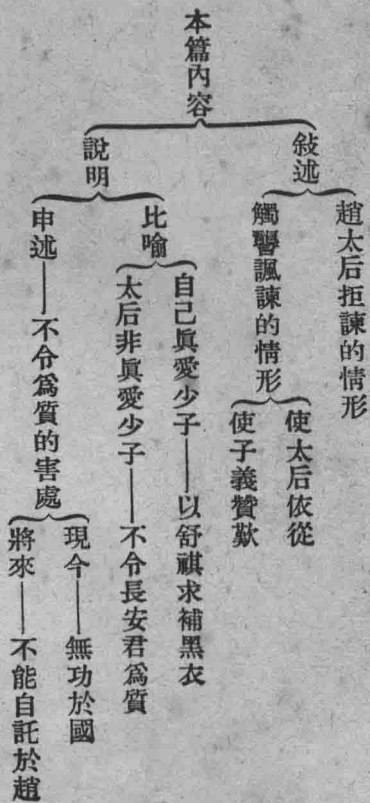 本篇內容
敍述
趙太后拒諫的情形
觸讋諷諫的情形
使太后依從
使子義贊歎
說明
比喻
自己眞愛少子——以舒祺求補黑衣
太后非眞愛少子——不令長安君爲質
申述——不令爲質的害處
現今——無功於國
將來——不能自託於趙